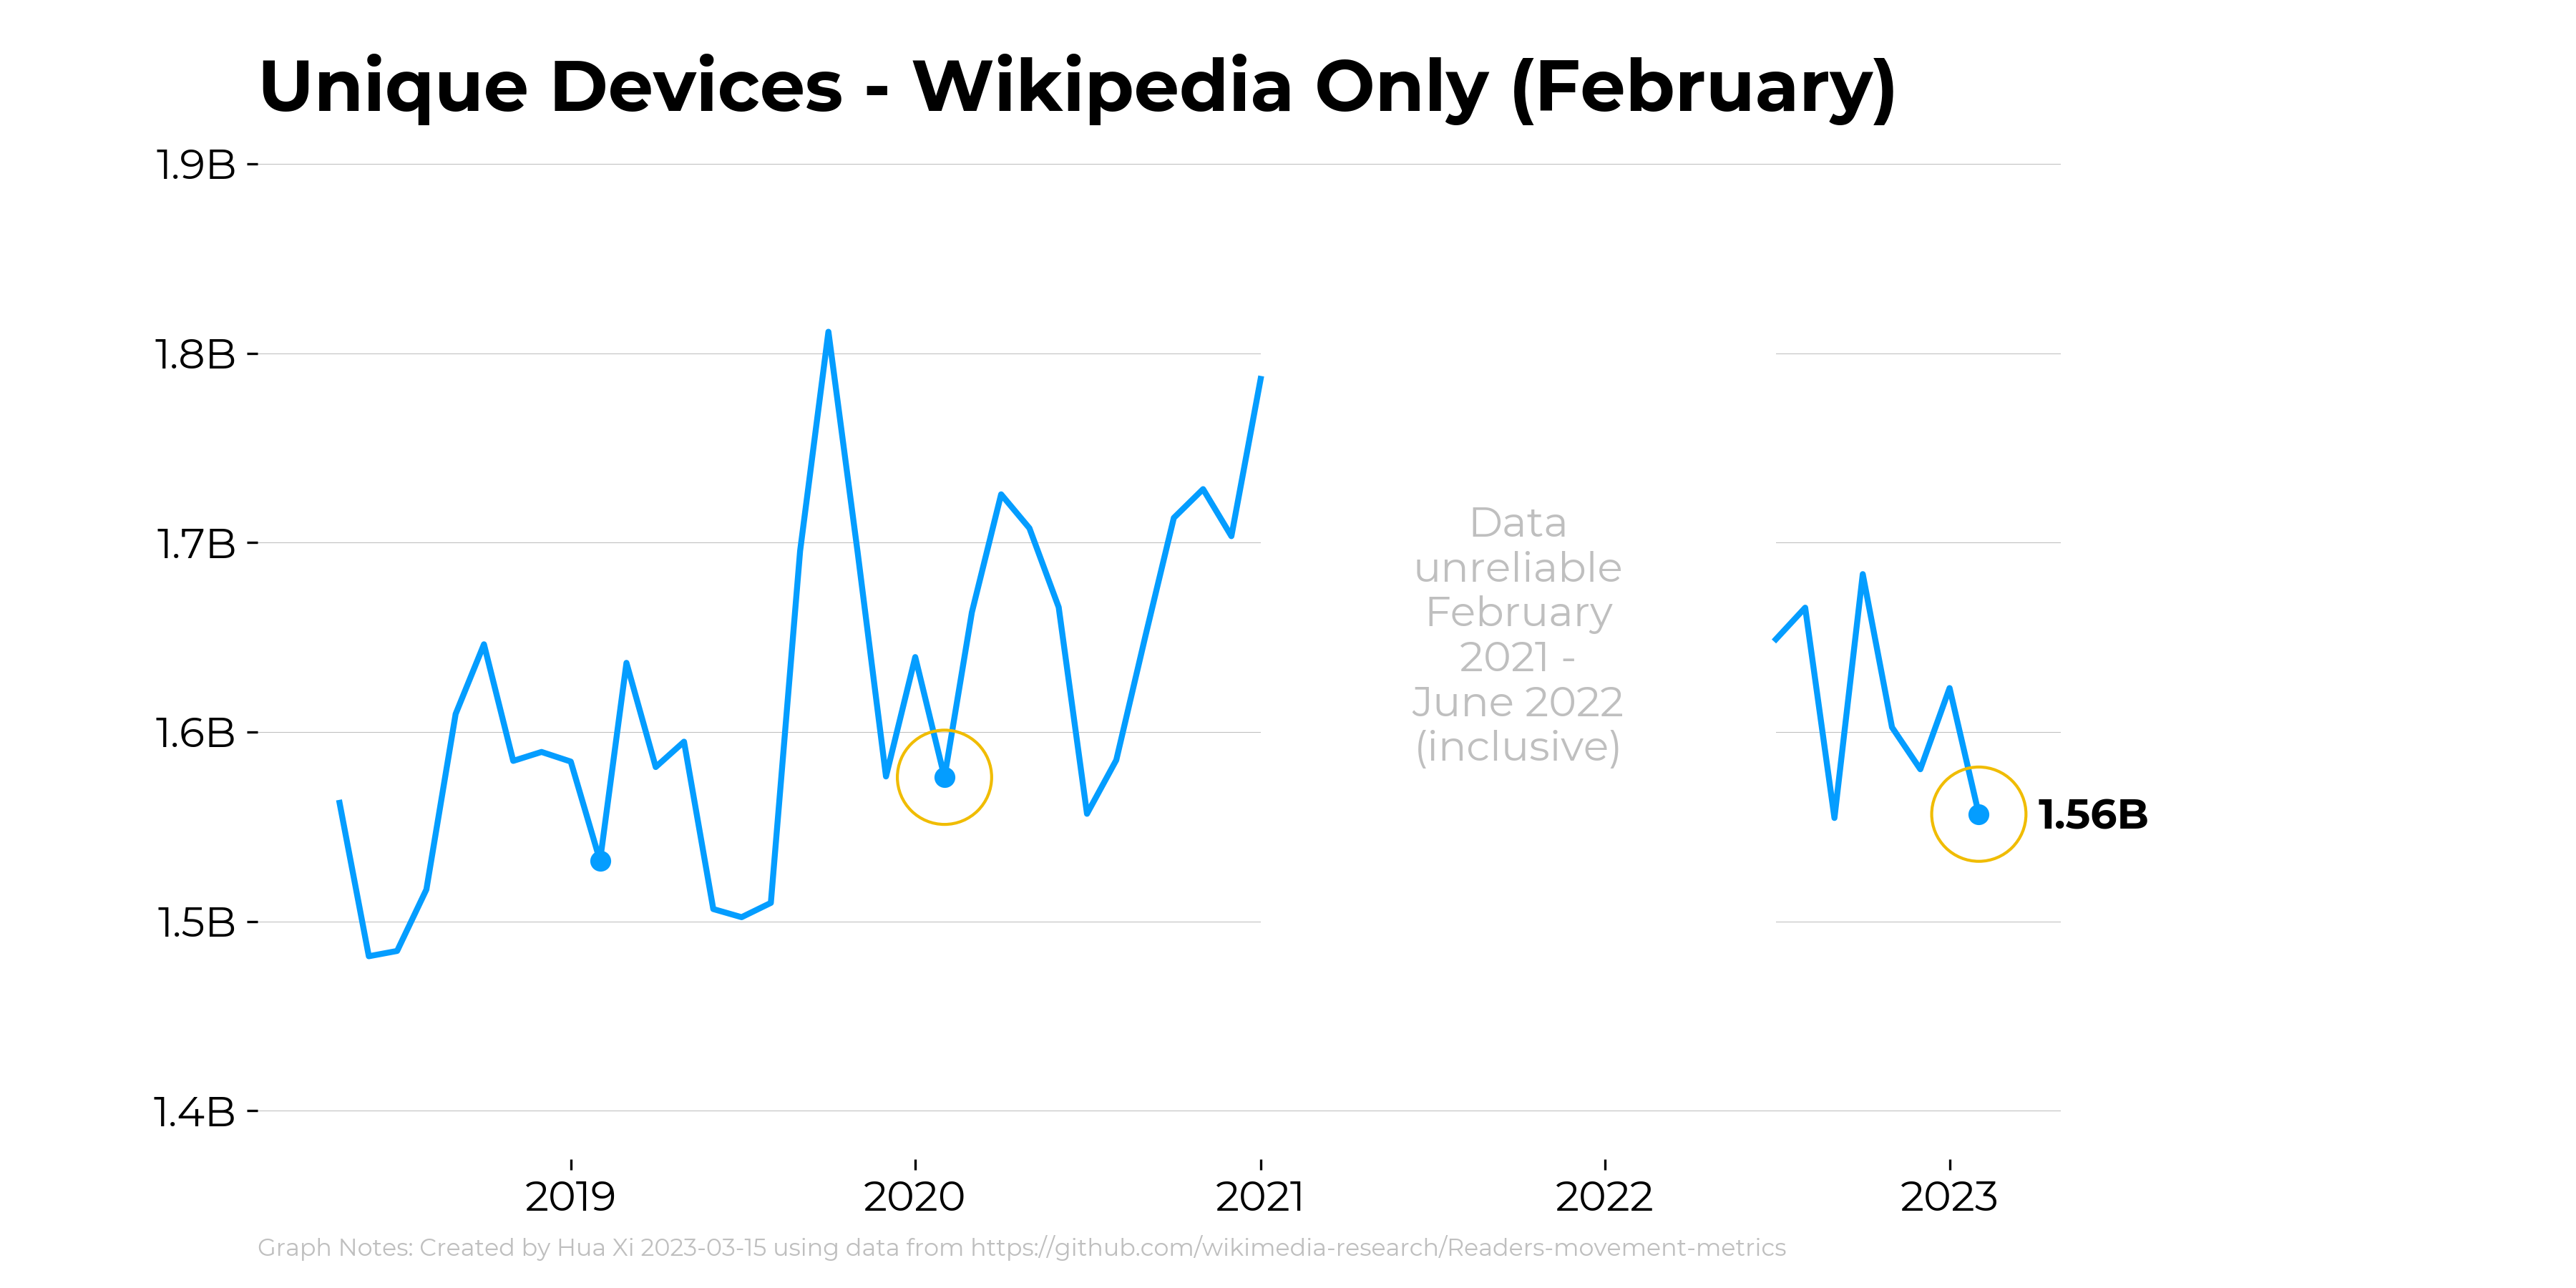 Unique Devices - Wikipedia Only (February)
1.9B
1.8B
1.7B
1.6B
1.5B
1.4B
Data
unreliable
February
2021 -
June 2022
(inclusive)
1.56B
2019
2020
2021
2022
2023
Graph Notes: Created by Hua Xi 2023-03-15 using data from https://github.com/wikimedia-research/Readers-movement-metrics